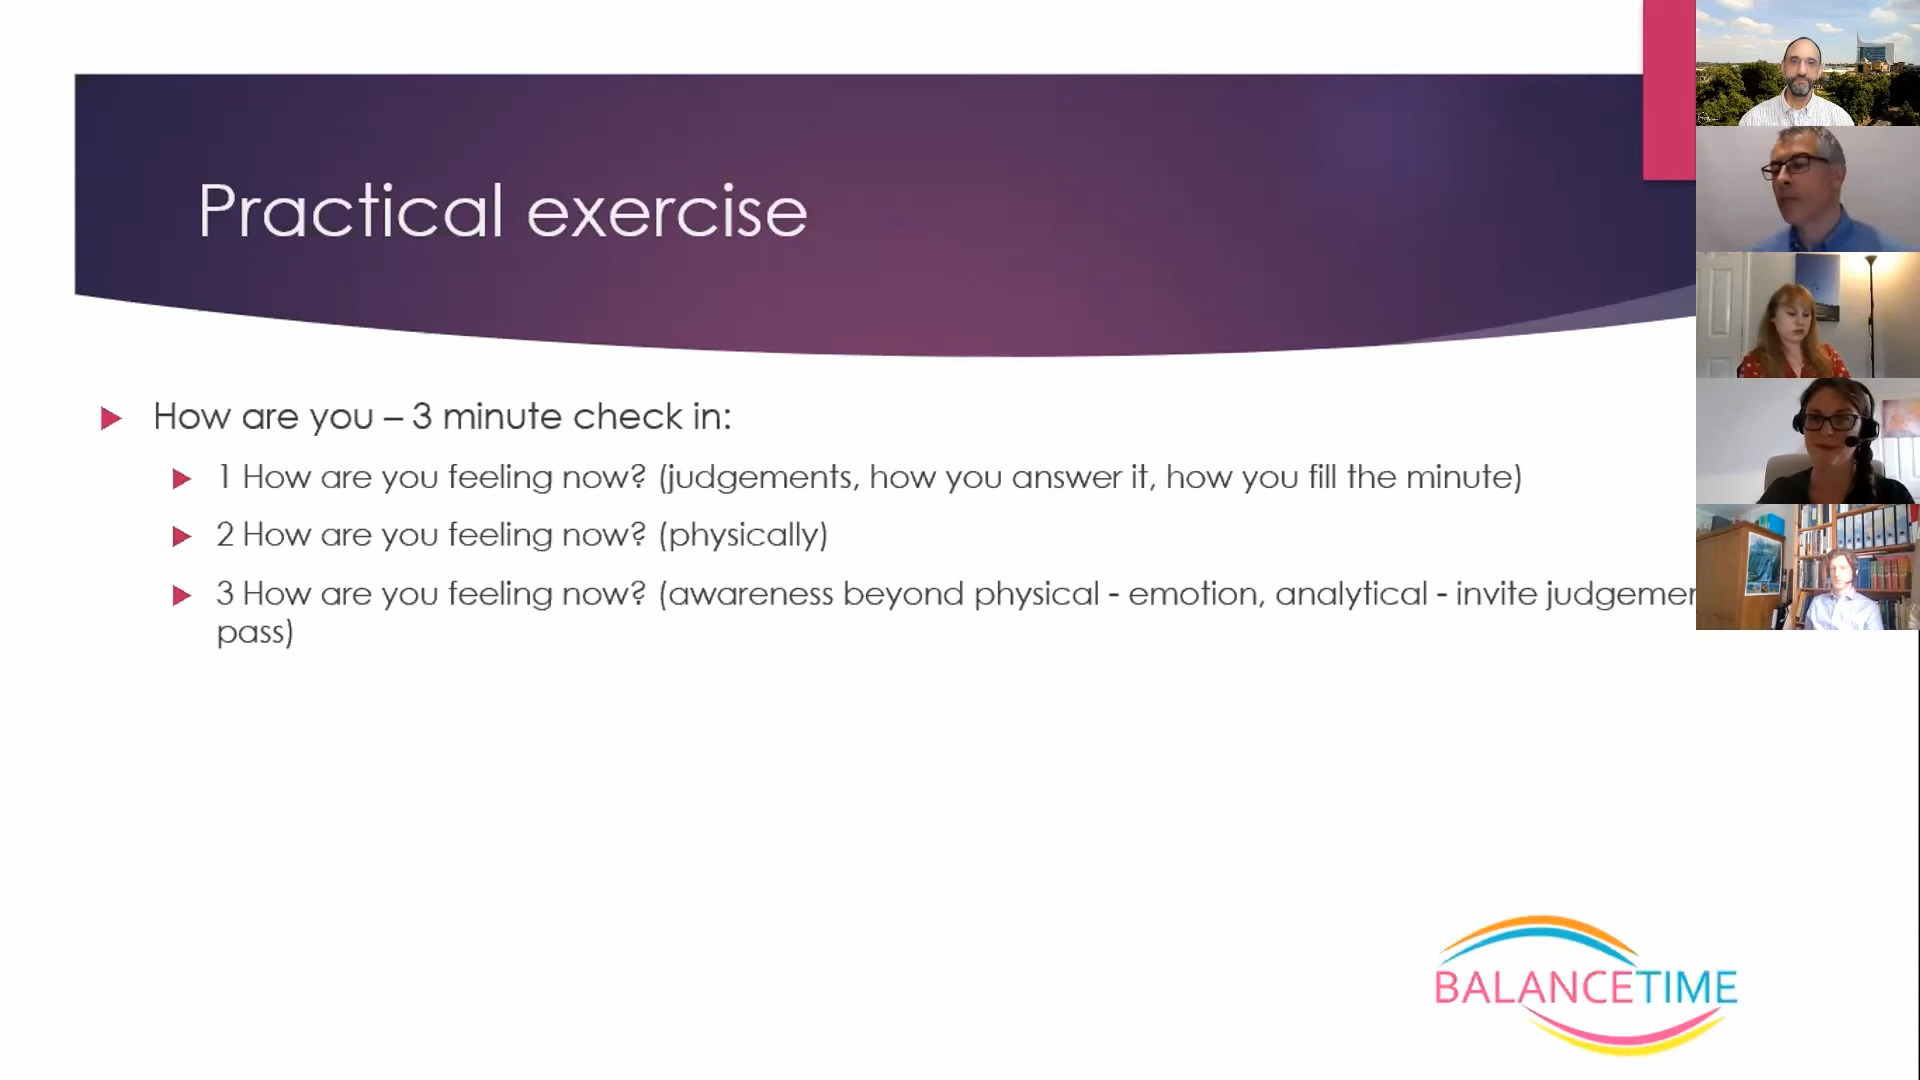 Practical exercise
How are you – 3 minute check in:
1 How are you feeling now? (judgements, how you answer it, how you fill the minute)
2 How are you feeling now? (physically)
3 How are you feeling now? (awareness beyond physical - emotion, analytical - invite
pass)
BALANCETIME